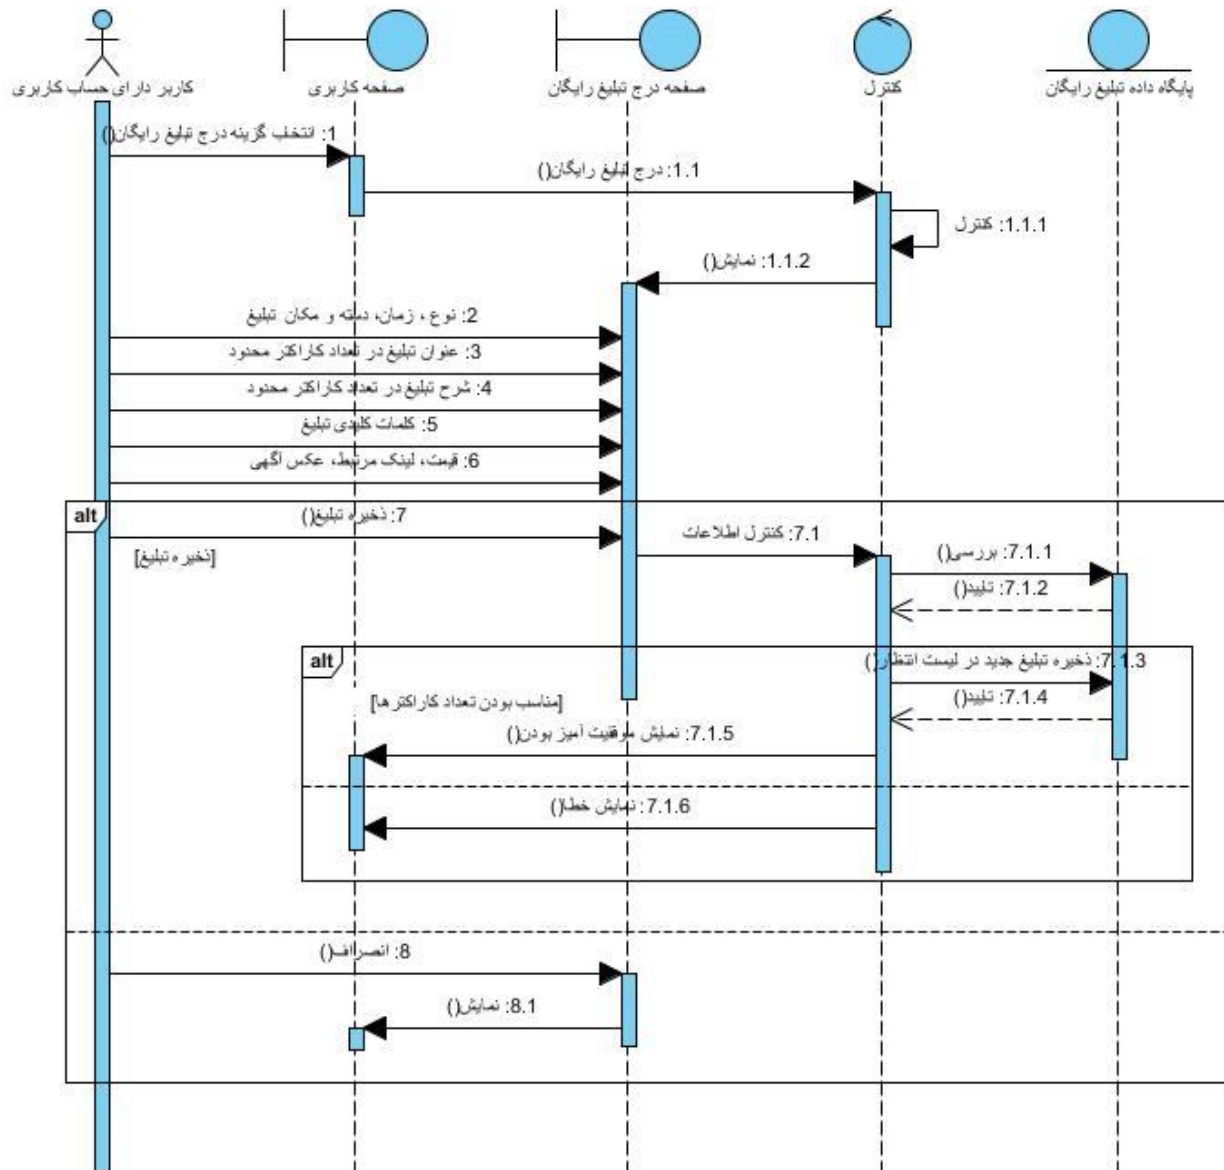 کاربر دارای حساب کاربری
صفحه کاربری
صفحه درج تبلیغ رایگان
کنترل
پایگاه داده تبلیغ رایگان
1: انتخاب گزینه درج تبلیغ رایگان()
1.1: درج تبلیغ رایگان()
1.1.1: کنترل
1.1.2: نمایش()
2: نوع ، زمان، دسته و مکان تبلیغ
3: عنوان تبلیغ در تعداد کاراکتر محدود
4: شرح تبلیغ در تعداد کاراکتر محدود
5: کلمات کلیدی تبلیغ
6: قیمت، لینک مرتبط، عکس آگهی
alt
7: ذخیره تبلیغ()
[ذخیره تبلیغ]
7.1: کنترل اطلاعات
7.1.1: بررسی()
7.1.2: تایید()
alt
7.1.3: ذخیره تبلیغ جدید در لیست انتظار()
[مناسب بودن تعداد کاراکتر ها]
7.1.4: تایید()
7.1.5: نمایش موفقیت آمیز بودن()
7.1.6: نمایش خطا()
8: انصراف()
8.1: نمایش()